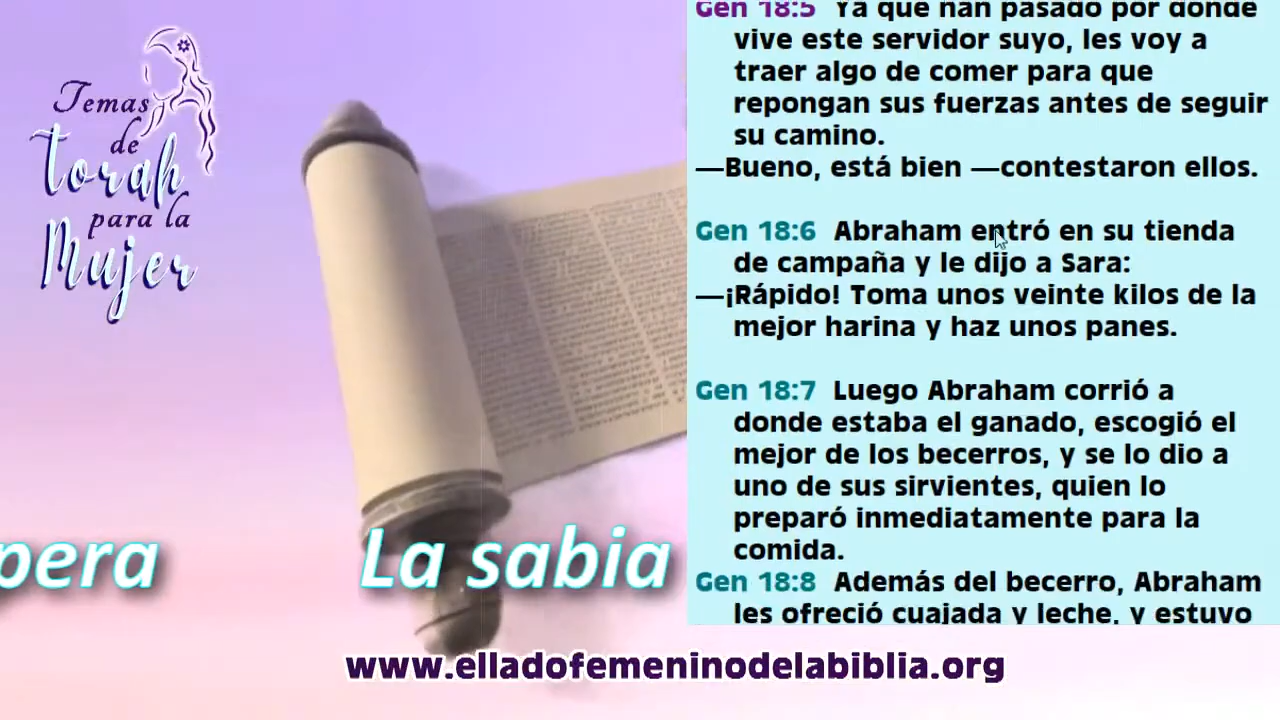 Temas
de
torah
para la
Mujer
Gen 18:5 Ya que han pasado por donde
vive este servidor suyo, les voy a
traer algo de comer para que
repongan sus fuerzas antes de seguir
su camino.
—Bueno, está bien —contestaron ellos.
Gen 18:6 Abraham entró en su tienda
de campaña y le dijo a Sara:
—¡Rápido! Toma unos veinte kilos de la
mejor harina y haz unos panes.
Gen 18:7 Luego Abraham corrió a
donde estaba el ganado, escogió el
mejor de los becerros, y se lo dio a
uno de sus sirvientes, quien lo
preparó inmediatamente para la
comida.
Gen 18:8 Además del becerro, Abraham
les ofreció cuajada y leche, y estuvo
pera La sabia
www.elladofemeninodelabiblia.org